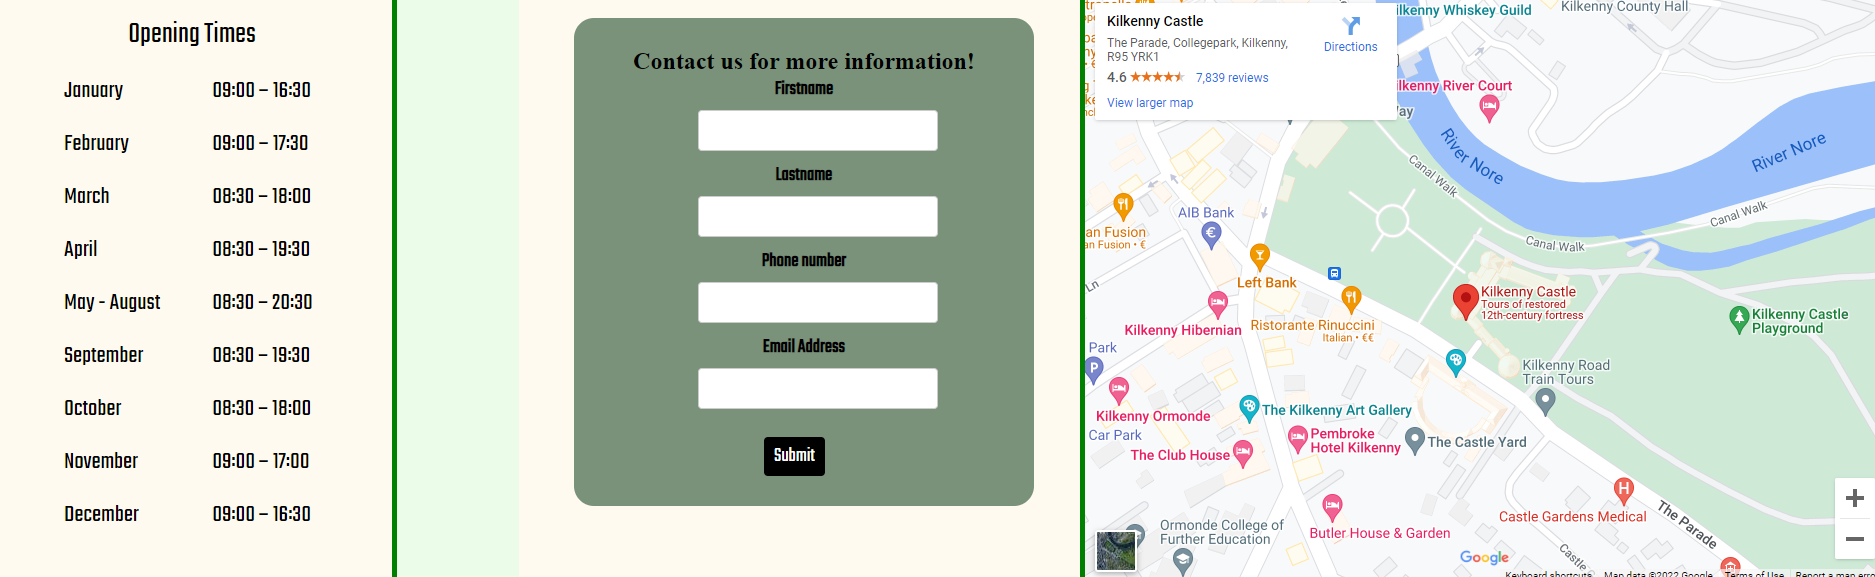 Opening Times
January 09:00 – 16:30
February 09:00 – 17:30
March 08:30 – 18:00
April 08:30 – 19:30
May - August 08:30 – 20:30
September 08:30 – 19:30
October 08:30 – 18:00
November 09:00 – 17:00
December 09:00 – 16:30
Contact us for more information!
Firstname
Lastname
Phone number
Email Address
Submit
Kilkenny Castle
The Parade, Collegepark, Kilkenny,
R95 YRK1
4.6 7,839 reviews
Directions
View larger map
ilkenny Whiskey Guild
Kilkenny County Hall
ilkenny River Court
River Nore
River Nore
Canal Walk
Canal Walk
Canal Walk
AIB Bank
an Fusion
an Fusion • €
Left Bank
Ln
Kilkenny Hibernian
Ristorante Rinuccini
Italian • €€
Kilkenny Castle
Tours of restored
12th-century fortress
Kilkenny Castle
Playground
Park
P
Kilkenny Road
Train Tours
Kilkenny Ormonde
Car Park
The Kilkenny Art Gallery
The Club House
Pembroke
Hotel Kilkenny
The Castle Yard
H
Castle Gardens Medical
The Parade
Butler House & Garden
Ormonde College of
Further Education
Castle
Google
Keyboard shortcuts Map data ©2022 Google Terms of Use Report a map erro